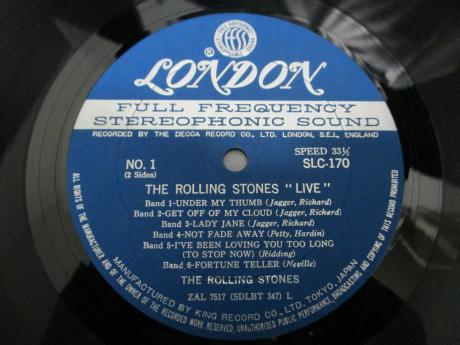 FULL FREQUENCY RANGE RECORDING
®
LONDON
FULL FREQUENCY
STEREOPHONIC SOUND
RECORDED BY THE DECCA RECORD CO., LTD. LONDON, S.E.I., ENGLAND
NO. 1
(2 Sides)
SPEED 33⅓
SLC-170
THE ROLLING STONES "LIVE"
Band 1-UNDER MY THUMB (Jagger, Richard)
Band 2-GET OFF OF MY CLOUD (Jagger, Richard)
Band 3-LADY JANE (Jagger, Richard)
Band 4-NOT FADE AWAY (Petty, Hardin)
Band 5-I'VE BEEN LOVING YOU TOO LONG
(TO STOP NOW) (Ridding)
Band 6-FORTUNE TELLER (Neville)
THE ROLLING STONES
ZAL 7517 (SDLBT 347) L
MANUFACTURED BY KING RECORD CO., LTD., TOKYO, JAPAN
ALL RIGHTS OF THE MANUFACTURER AND OF THE OWNER OF THE RECORDED WORK RESERVED, UNAUTHORISED PUBLIC PERFORMANCE, BROADCASTING AND COPYING OF THIS RECORD PROHIBITED